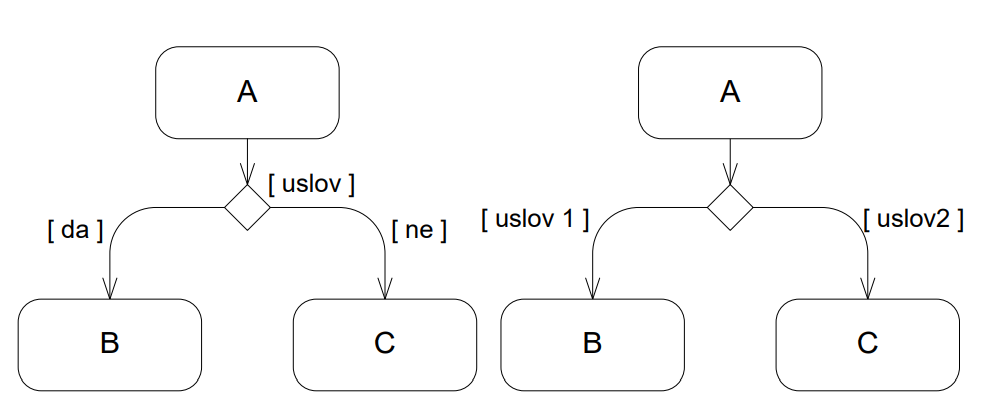 A
[ uslov ]
[ da ]
[ ne ]
B
C
A
[ uslov 1 ]
[ uslov2 ]
B
C